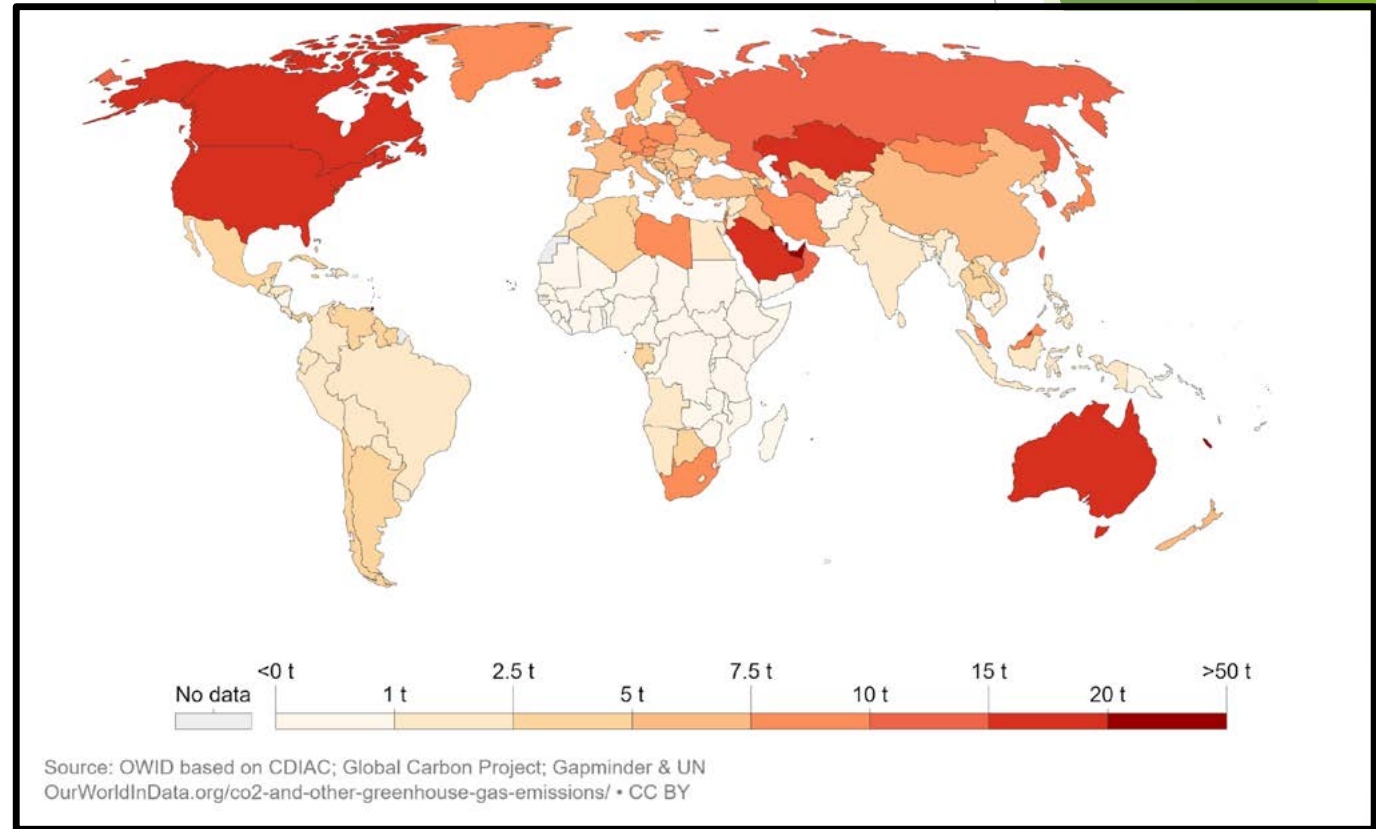 <0 t 2.5 t 7.5 t 15 t >50 t
No data 1 t 5 t 10 t 20 t
Source: OWID based on CDIAC; Global Carbon Project; Gapminder & UN
OurWorldInData.org/co2-and-other-greenhouse-gas-emissions/ • CC BY